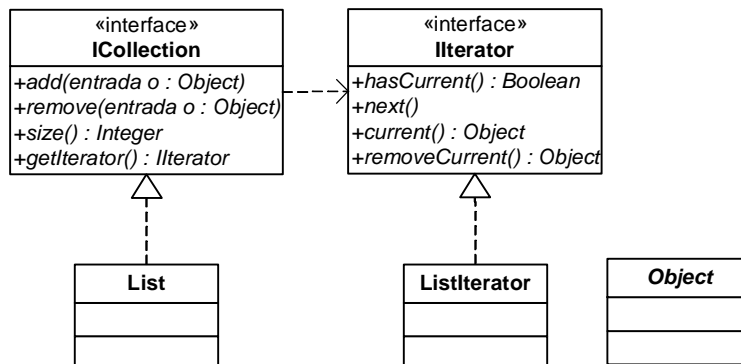 «interface»
ICollection
+add(entrada o : Object)
+remove(entrada o : Object)
+size() : Integer
+getIterator() : IIterator
«interface»
IIterator
+hasCurrent() : Boolean
+next()
+current() : Object
+removeCurrent() : Object
List
ListIterator
Object